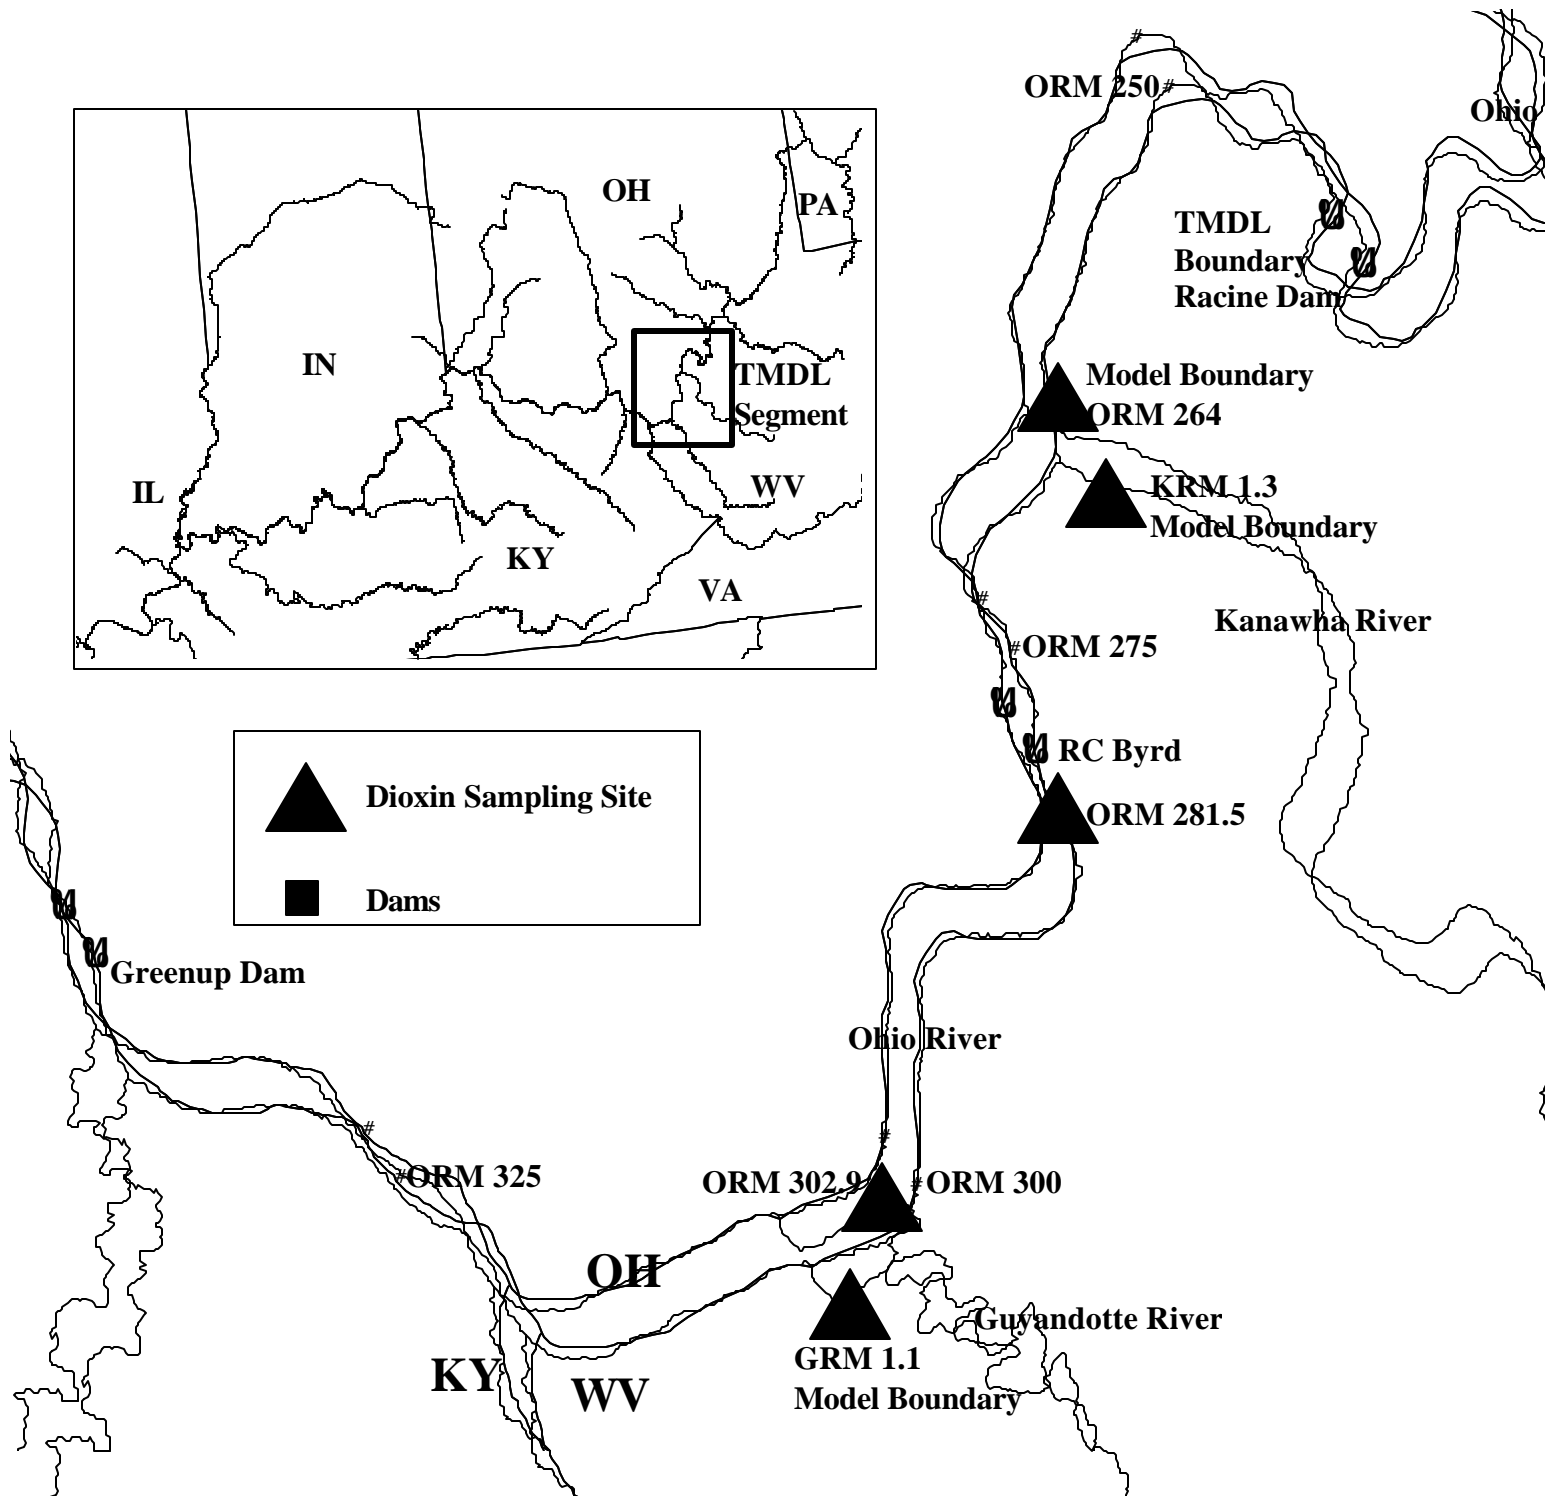 ORM 250
Ohio
OH
PA
TMDL
Boundary
Racine Dam
IN
TMDL
Segment
Model Boundary
ORM 264
IL
WV
KRM 1.3
Model Boundary
KY
VA
Kanawha River
ORM 275
RC Byrd
Dioxin Sampling Site
ORM 281.5
Dams
Greenup Dam
Ohio River
ORM 325
ORM 302.9
ORM 300
OH
Guyandotte River
KY
WV
GRM 1.1
Model Boundary